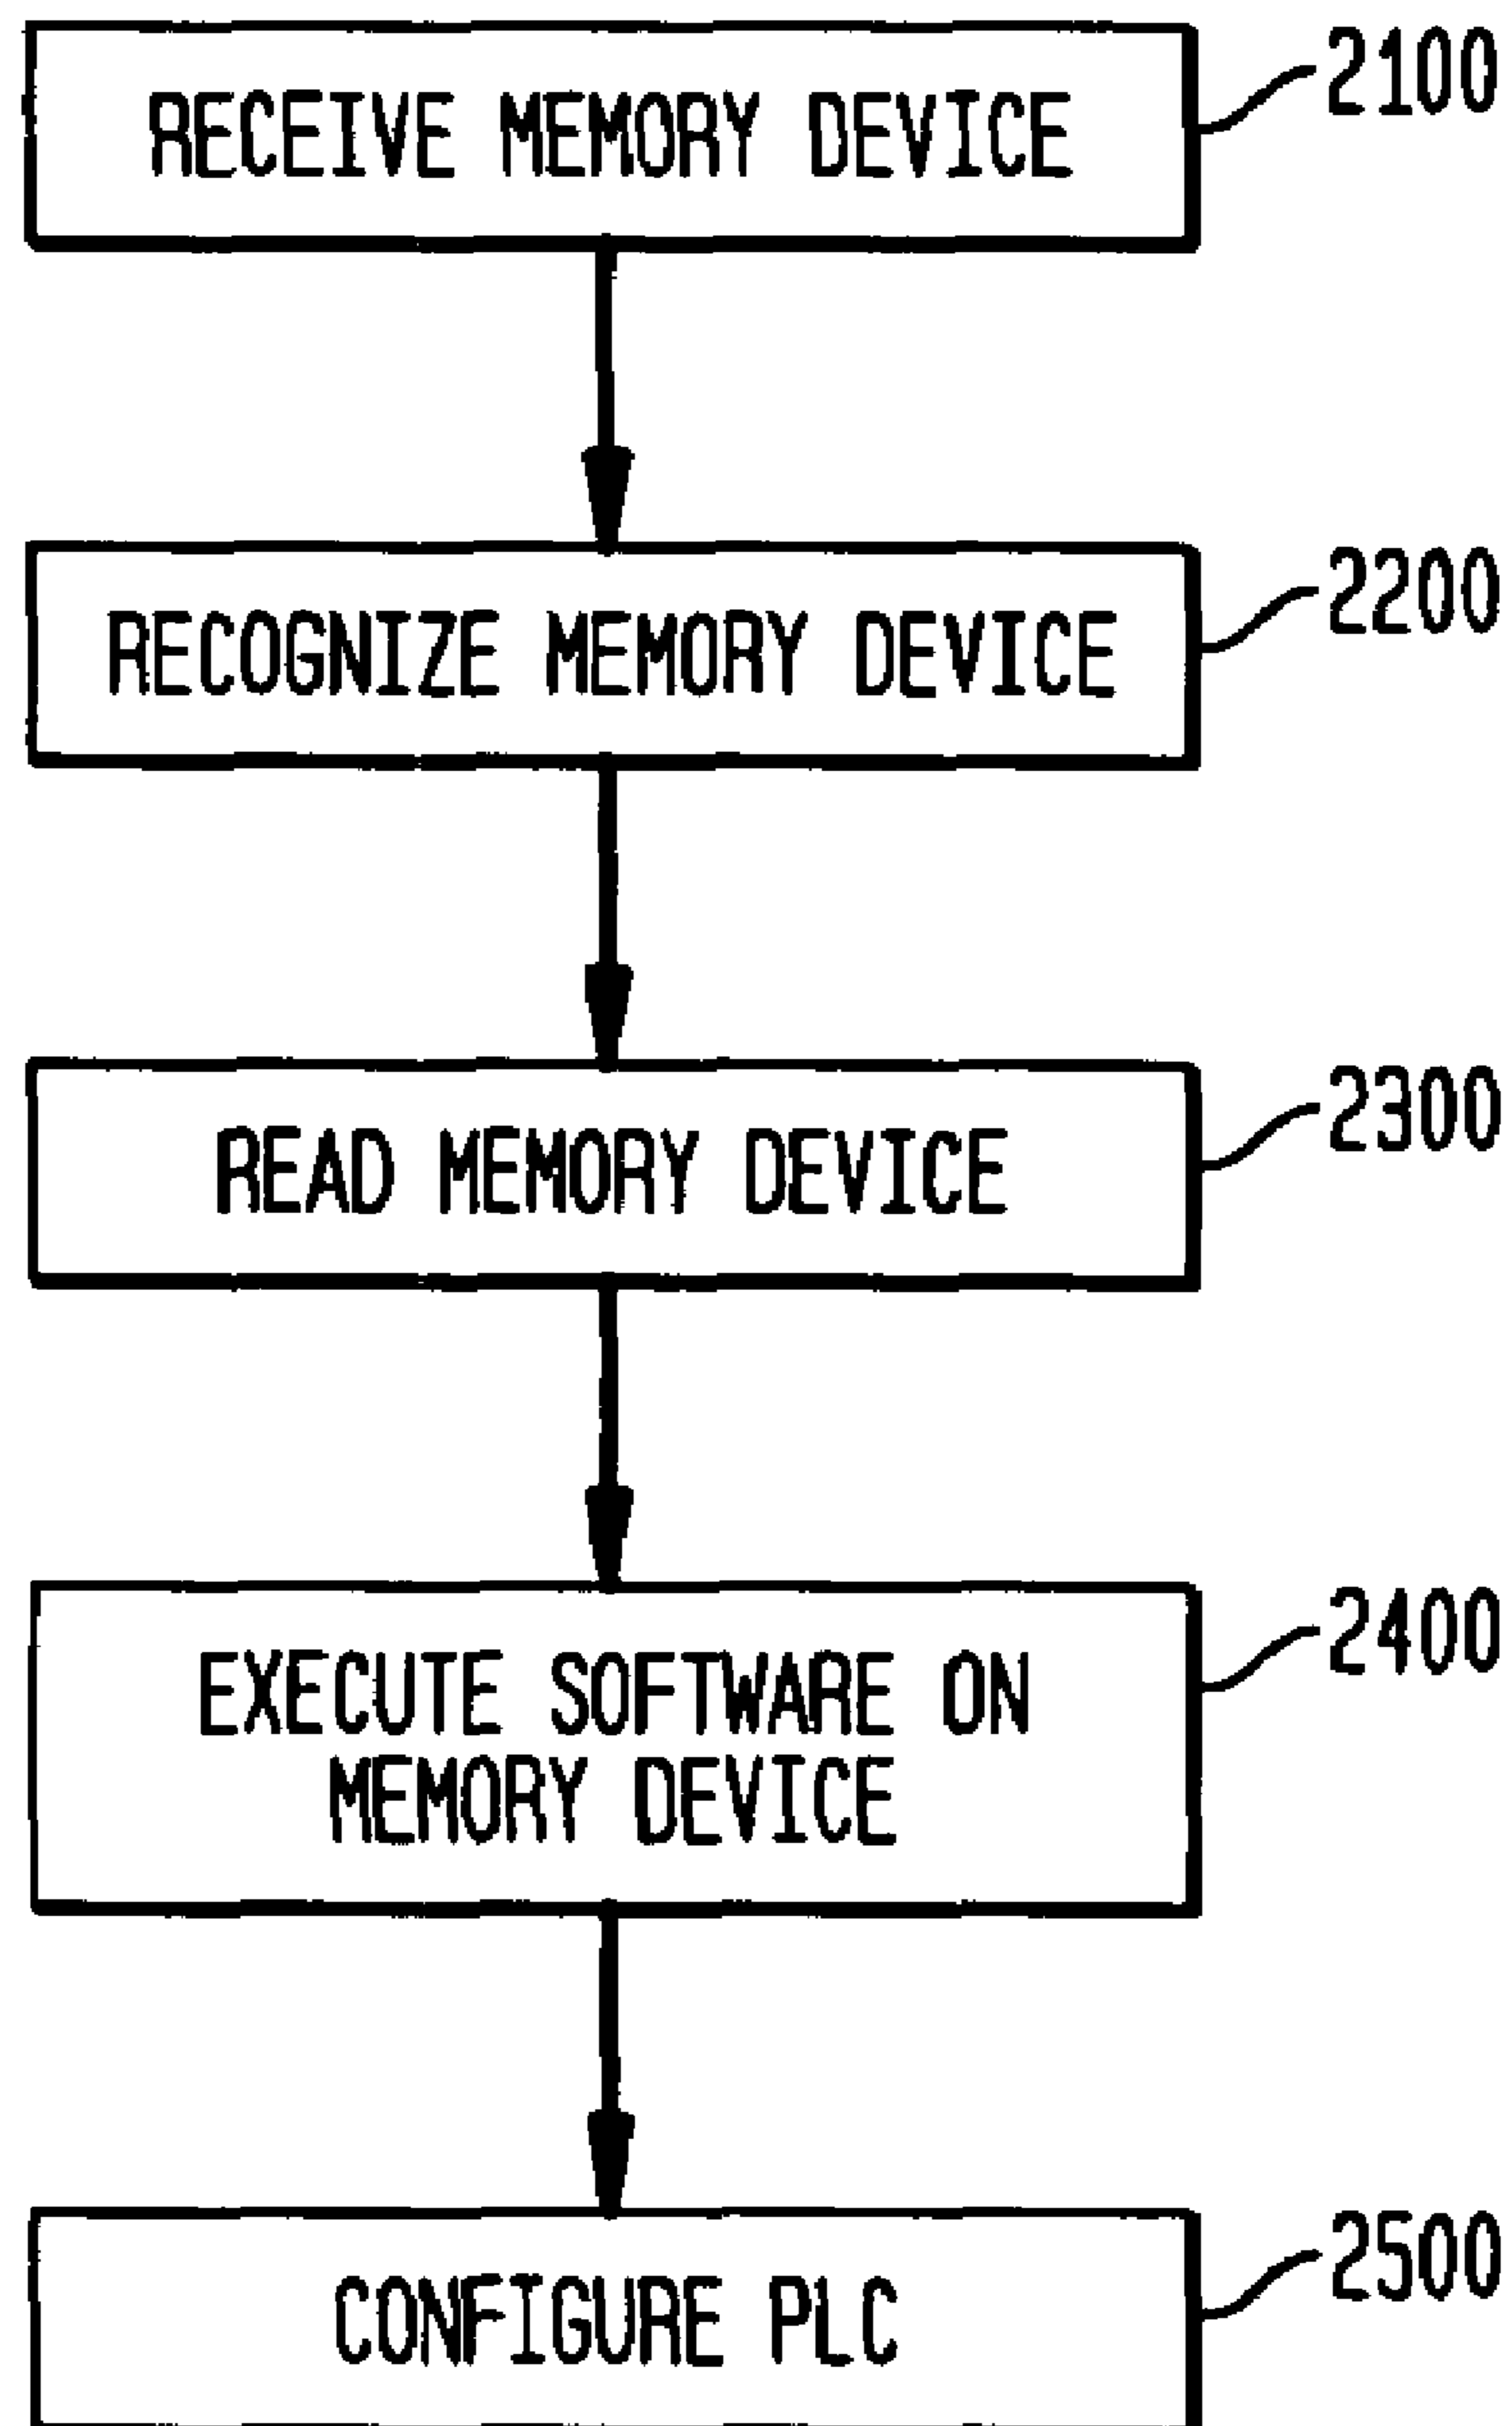 RECEIVE MEMORY DEVICE
2100
RECOGNIZE MEMORY DEVICE
2200
READ MEMORY DEVICE
2300
EXECUTE SOFTWARE ON
MEMORY DEVICE
2400
CONFIGURE PLC
2500